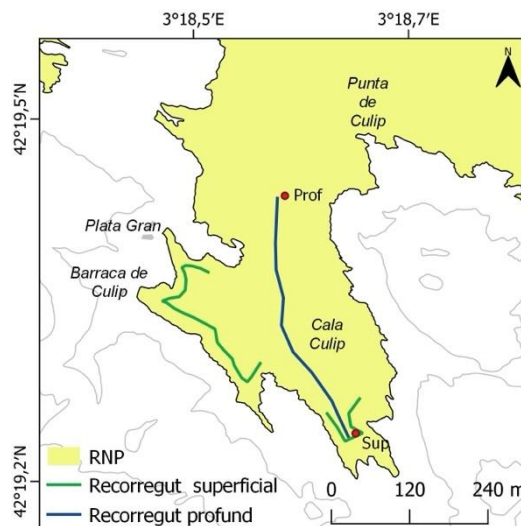 3°18,5'E
3°18,7'E
N
42°19,5'N
Punta
de
Culip
Prof
Plata Gran
Barraca de
Culip
Cala
Culip
Sup
42°19,2'N
RNP
Recorregut superficial
Recorregut profund
0 120 240 m